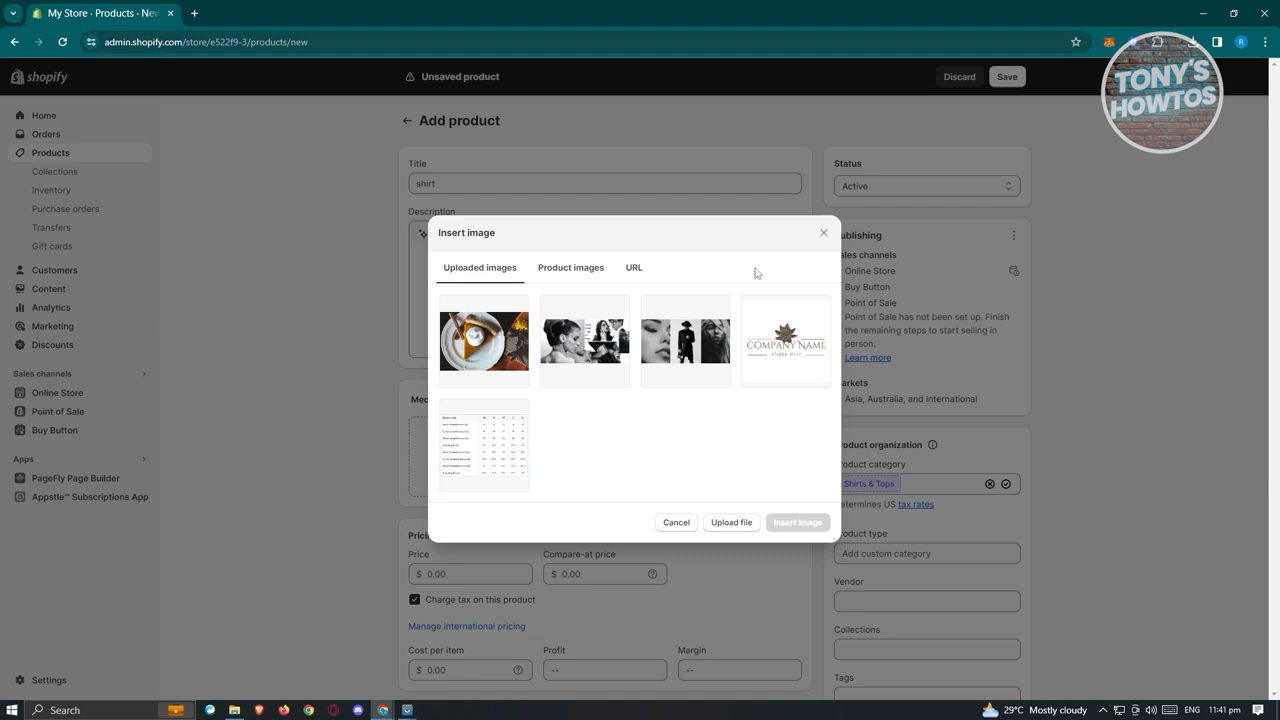 My Store · Products · New
admin.shopify.com/store/e522f9-3/products/new
R
shopify
Unsaved product
Discard
Save
TONY'S
HOWTOS
Home
Orders
Products
Collections
Inventory
Purchase orders
Transfers
Gift cards
Customers
Content
Analytics
Marketing
Discounts
Sales channels
Online Store
Point of Sale
Buy Button
PageFly Page Builder
Appstle℠ Subscriptions App
Settings
Add product
Title
shirt
Description
Insert image
Uploaded images
Product images
URL
COMPANY NAME
Slogan Here
Cancel
Upload file
Insert image
Price
Compare-at price
$ 0.00
$ 0.00
Charge tax on this product
Manage international pricing
Cost per item
Profit
Margin
$ 0.00
--
--
Status
Active
Online Store
Buy Button
Point of Sale
Point of Sale has not been set up. Finish
the remaining steps to start selling in
person.
Learn more
Asia, Australia, and International
Shirts & Tops
tax rates
Add custom category
Vendor
Collections
Tags
Search
29°C Mostly cloudy
ENG
11:41 pm